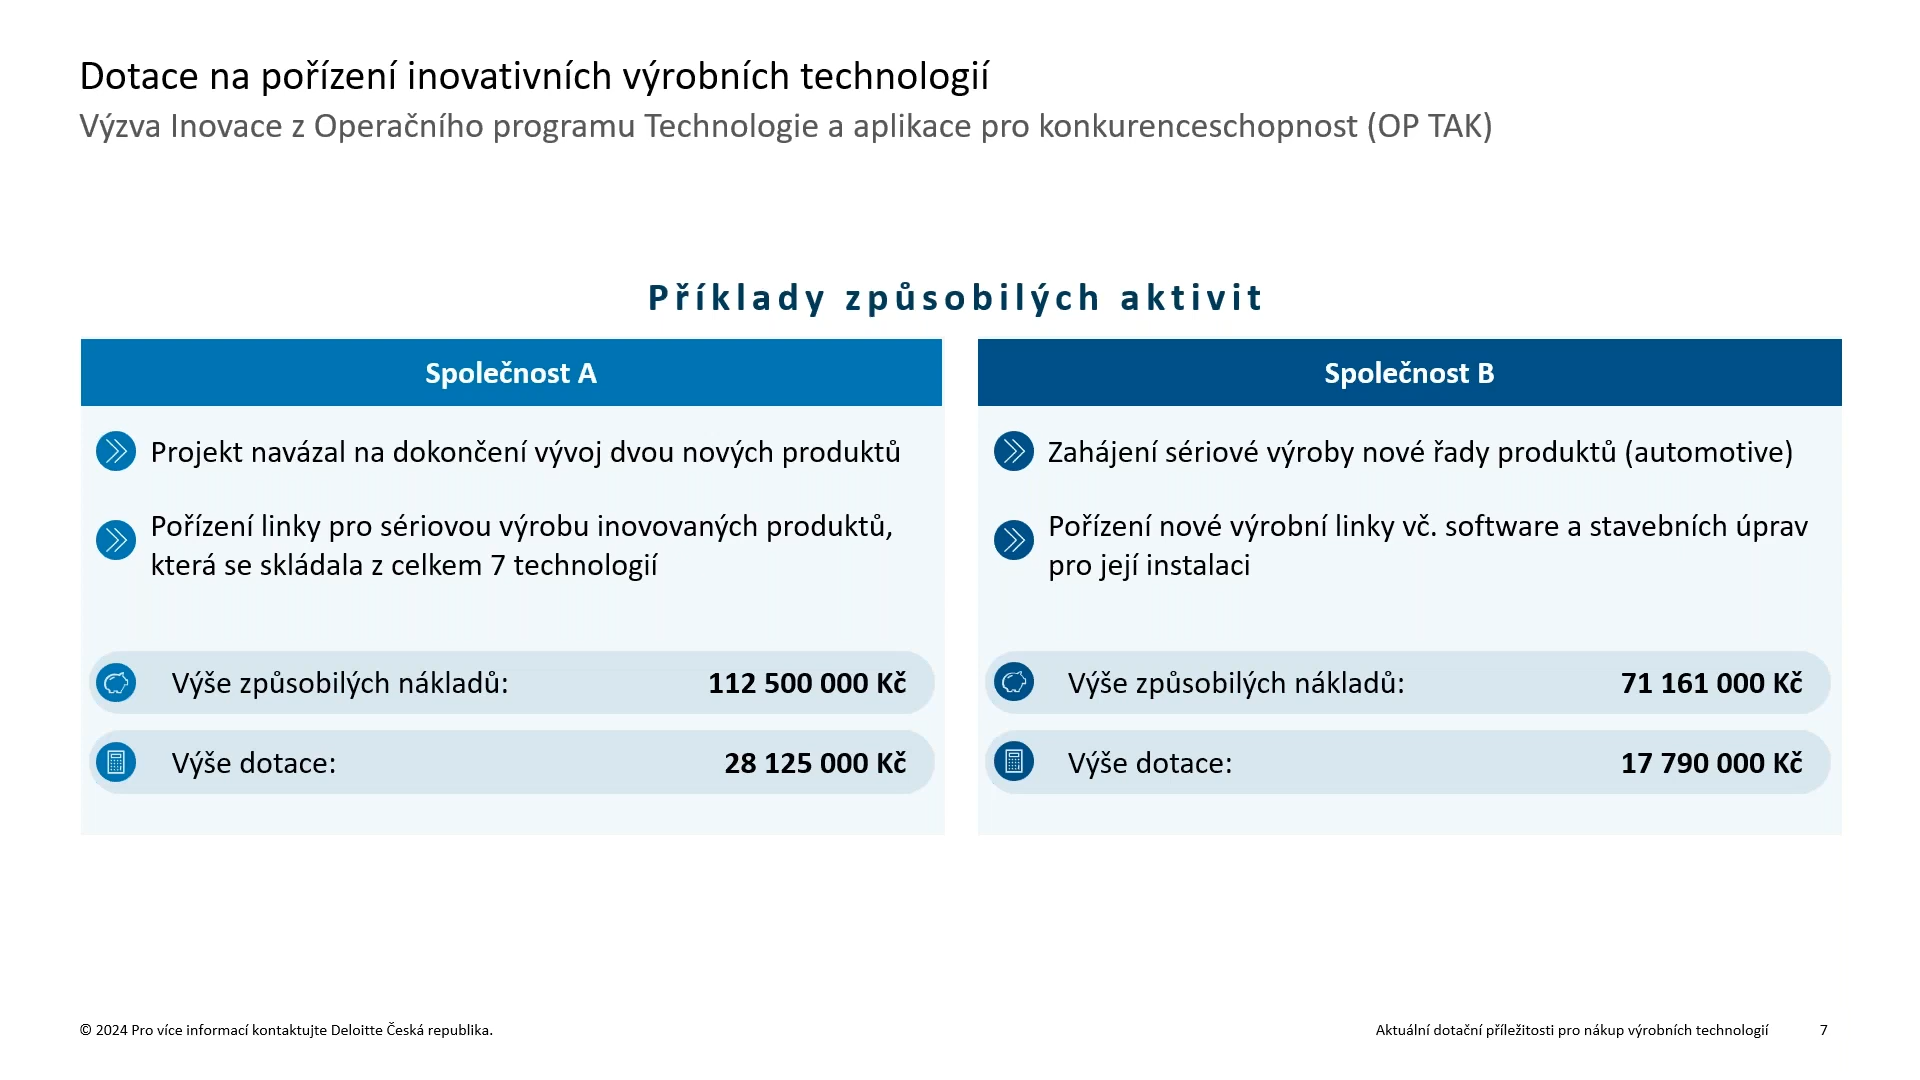 Dotace na pořízení inovativních výrobních technologií
Výzva Inovace z Operačního programu Technologie a aplikace pro konkurenceschopnost (OP TAK)
Příklady způsobilých aktivit
Společnost A
Projekt navázal na dokončení vývoj dvou nových produktů
Pořízení linky pro sériovou výrobu inovovaných produktů,
která se skládala z celkem 7 technologií
Výše způsobilých nákladů: 112 500 000 Kč
Výše dotace: 28 125 000 Kč
Společnost B
Zahájení sériové výroby nové řady produktů (automotive)
Pořízení nové výrobní linky vč. software a stavebních úprav
pro její instalaci
Výše způsobilých nákladů: 71 161 000 Kč
Výše dotace: 17 790 000 Kč
© 2024 Pro více informací kontaktujte Deloitte Česká republika.
Aktuální dotační příležitosti pro nákup výrobních technologií 7